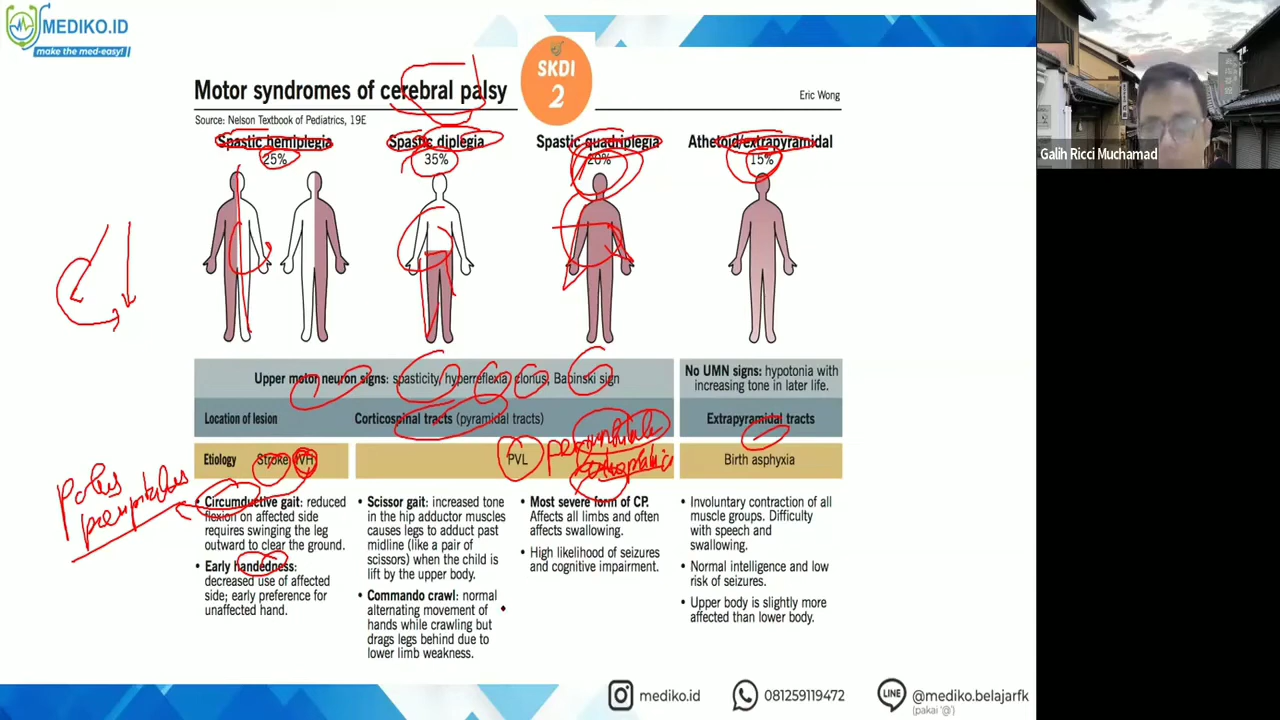 MEDIKO.ID
make the med-easy!
SKDI
2
Motor syndromes of cerebral palsy
Eric Wong
Source: Nelson Textbook of Pediatrics, 19E
Galih Ricci Muchamad
Spastic hemiplegia
25%
Spastic diplegia
35%
Spastic quadriplegia
20%
Athetoid/extrapyramidal
15%
Upper motor neuron signs: spasticity, hyperreflexia, clonus, Babinski sign
No UMN signs: hypotonia with
increasing tone in later life.
Location of lesion
Corticospinal tracts (pyramidal tracts)
Extrapyramidal tracts
Etiology
Stroke IVH
PVL
Birth asphyxia
• Circumductive gait: reduced
flexion on affected side
requires swinging the leg
outward to clear the ground.
• Early handedness:
decreased use of affected
side; early preference for
unaffected hand.
• Scissor gait: increased tone
in the hip adductor muscles
causes legs to adduct past
midline (like a pair of
scissors) when the child is
lift by the upper body.
• Commando crawl: normal
alternating movement of
hands while crawling but
drags legs behind due to
lower limb weakness.
• Most severe form of CP.
Affects all limbs and often
affects swallowing.
• High likelihood of seizures
and cognitive impairment.
• Involuntary contraction of all
muscle groups. Difficulty
with speech and
swallowing.
• Normal intelligence and low
risk of seizures.
• Upper body is slightly more
affected than lower body.
mediko.id
081259119472
LINE
@mediko.belajarfk
(pakai '@')